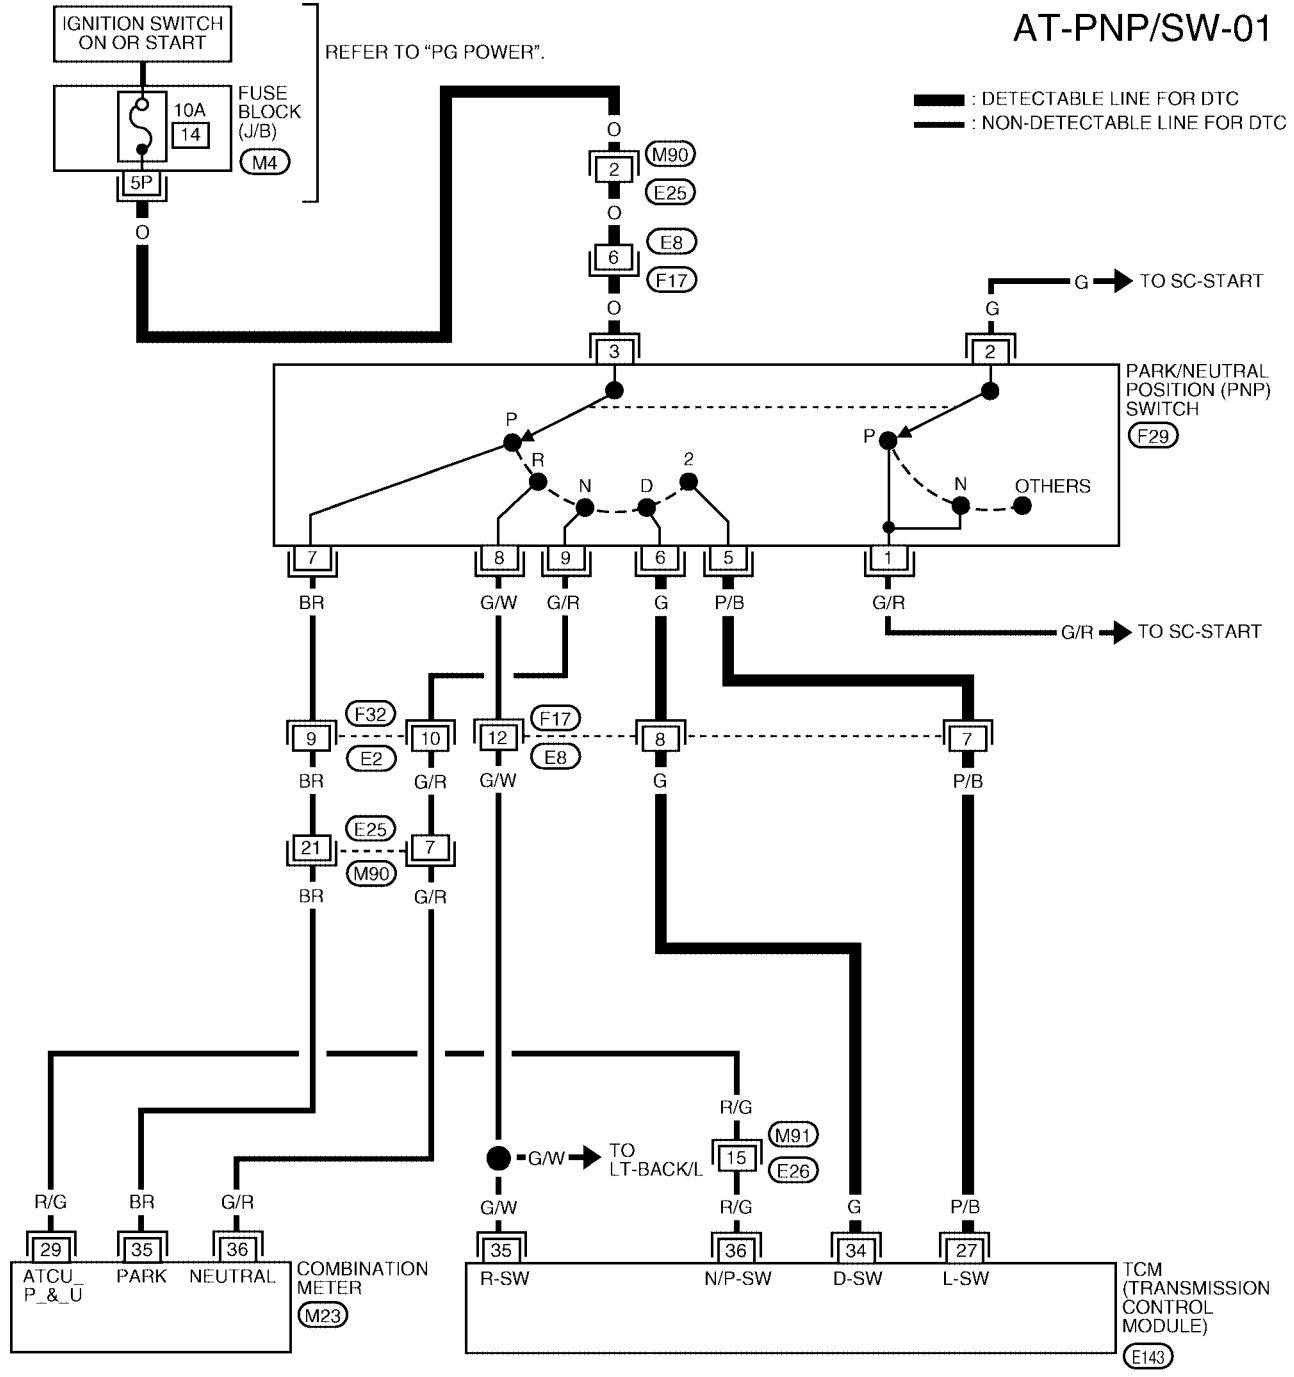 AT-PNP/SW-01
IGNITION SWITCH
ON OR START
REFER TO “PG POWER”.
FUSE
BLOCK
(J/B)
10A
14
M4
5P
O
: DETECTABLE LINE FOR DTC
: NON-DETECTABLE LINE FOR DTC
O
2
M90
E25
O
6
E8
F17
O
3
G
TO SC-START
G
2
PARK/NEUTRAL
POSITION (PNP)
SWITCH
F29
P
R
N
D
2
P
N
OTHERS
7
8
9
6
5
1
BR
G/W
G/R
G
P/B
G/R
G/R
TO SC-START
9
F32
E2
10
12
F17
E8
8
7
BR
G/R
G/W
G
P/B
21
E25
M90
7
BR
G/R
R/G
15
M91
E26
G/W
TO
LT-BACK/L
R/G
BR
G/R
G/W
R/G
G
P/B
29
35
36
35
36
34
27
ATCU_
P_&_U
PARK
NEUTRAL
COMBINATION
METER
M23
R-SW
N/P-SW
D-SW
L-SW
TCM
(TRANSMISSION
CONTROL
MODULE)
E143